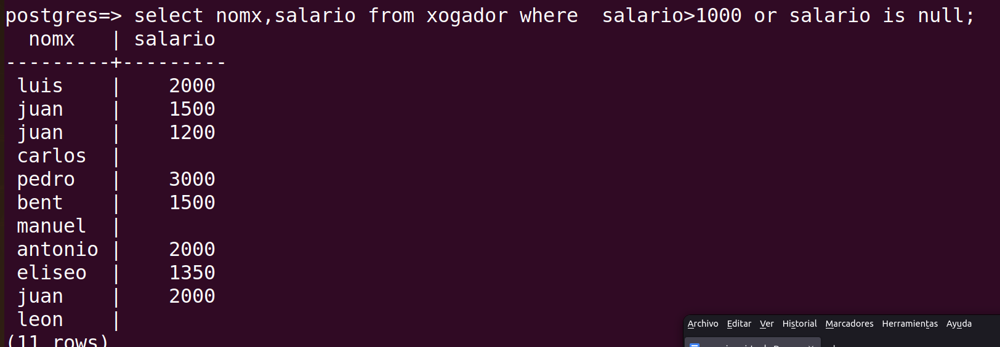 postgres=> select nomx,salario from xogador where  salario>1000 or salario is null;
  nomx   | salario
---------+---------
 luis    |    2000
 juan    |    1500
 juan    |    1200
 carlos  |
 pedro   |    3000
 bent    |    1500
 manuel  |
 antonio |    2000
 eliseo  |    1350
 juan    |    2000
 leon    |
(11 rows)
Archivo Editar Ver Historial Marcadores Herramientas Ayuda